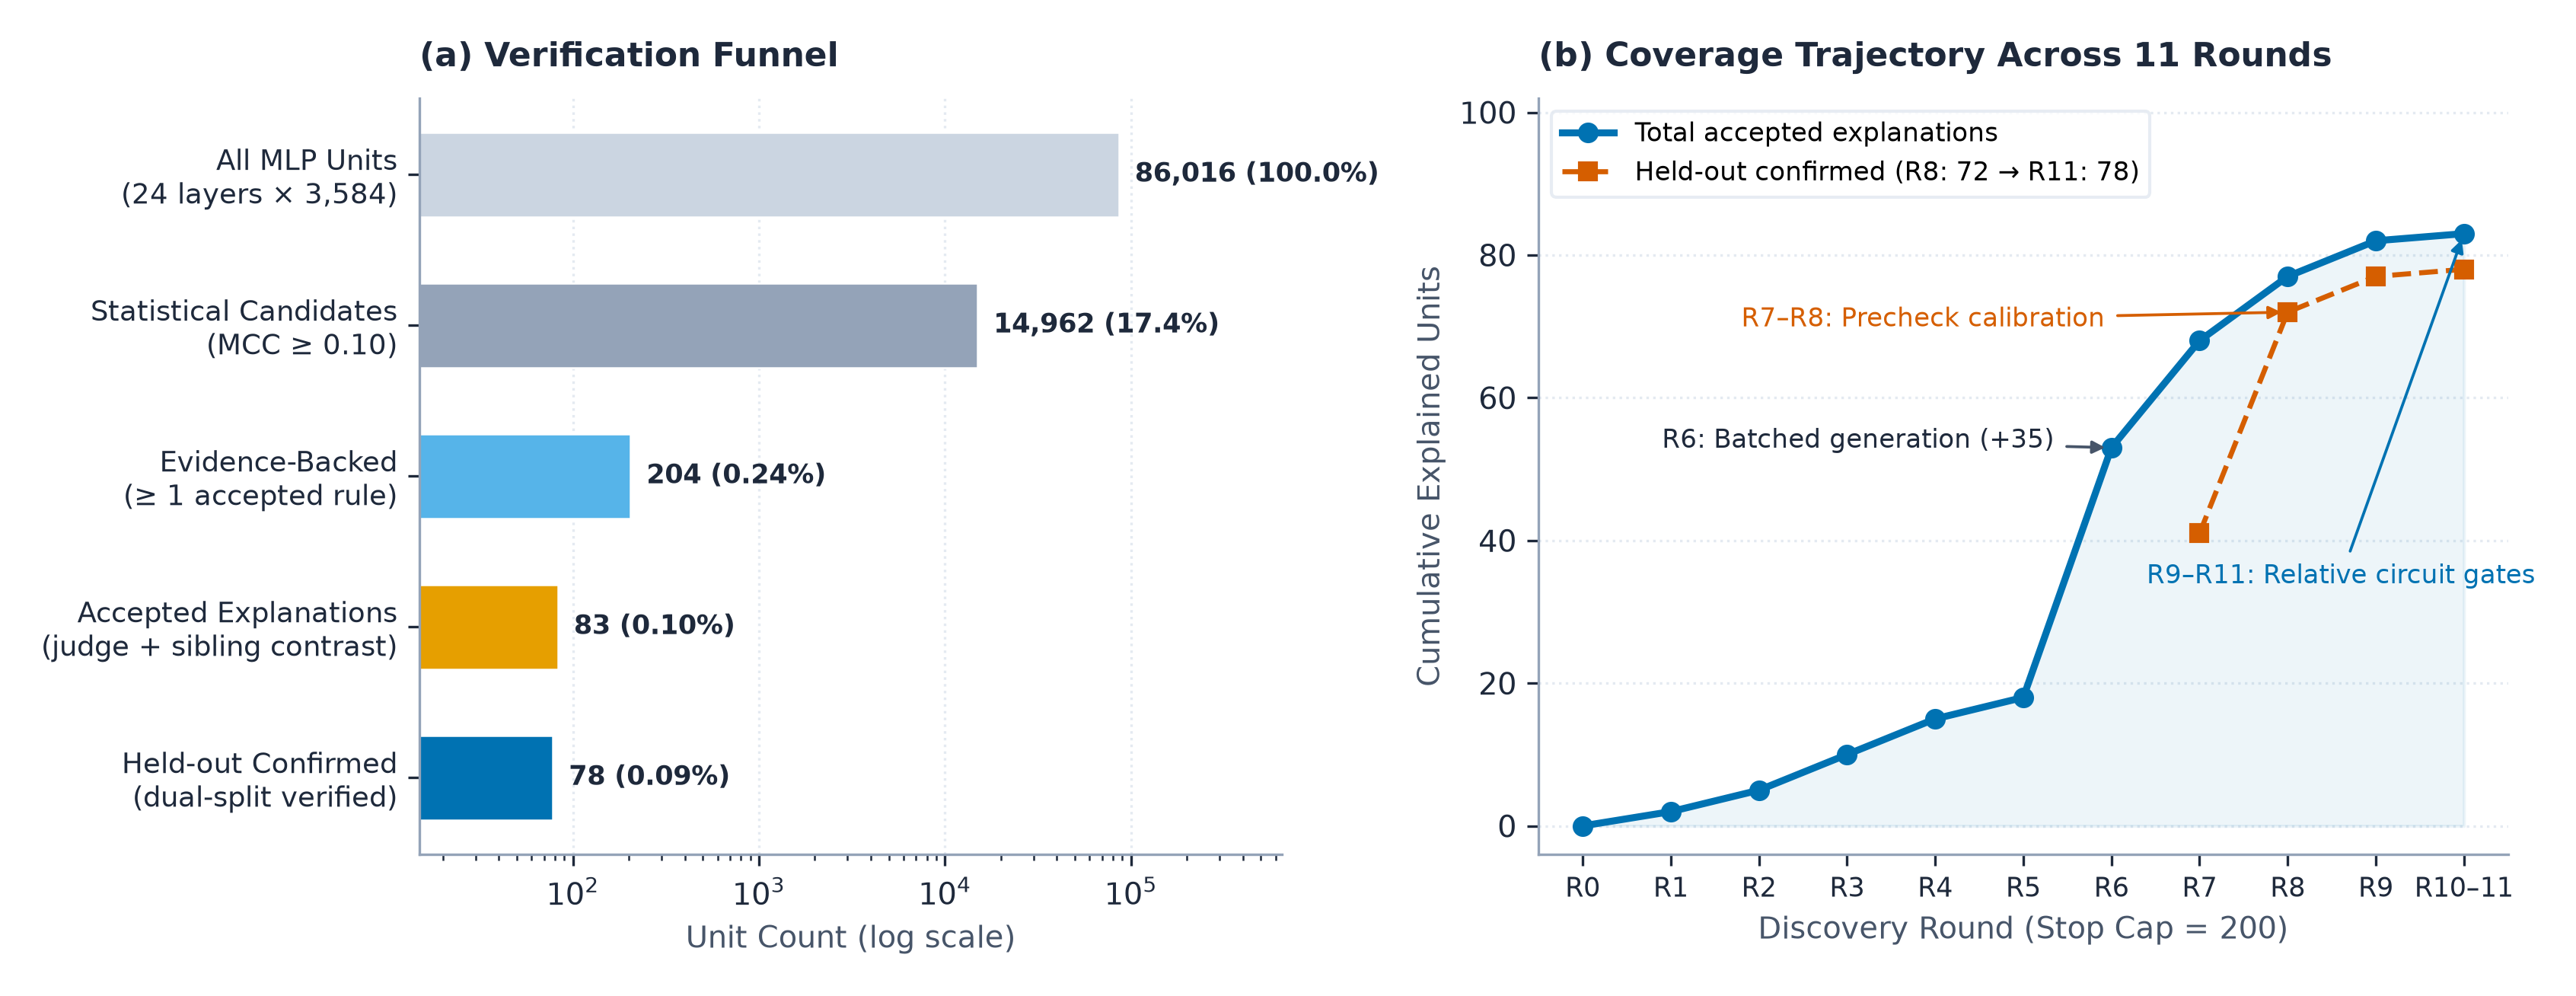 (a) Verification Funnel
All MLP Units
(24 layers × 3,584)
86,016 (100.0%)
Statistical Candidates
(MCC ≥ 0.10)
14,962 (17.4%)
Evidence-Backed
(≥ 1 accepted rule)
204 (0.24%)
Accepted Explanations
(judge + sibling contrast)
83 (0.10%)
Held-out Confirmed
(dual-split verified)
78 (0.09%)
10² 10³ 10⁴ 10⁵
Unit Count (log scale)
(b) Coverage Trajectory Across 11 Rounds
Cumulative Explained Units
100
80
60
40
20
0
Total accepted explanations
Held-out confirmed (R8: 72 → R11: 78)
R7–R8: Precheck calibration
R6: Batched generation (+35)
R9–R11: Relative circuit gates
R0 R1 R2 R3 R4 R5 R6 R7 R8 R9 R10–11
Discovery Round (Stop Cap = 200)